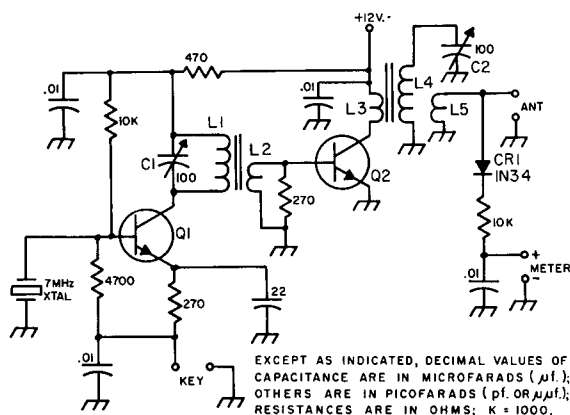 +12V.-
470
.01
10K
L1
C1
100
L2
.01
L3
L4
100
C2
L5
ANT
Q2
270
CR1
1N34
10K
Q1
7MHz
XTAL
4700
270
22
.01
KEY
.01
+
METER
-
EXCEPT AS INDICATED, DECIMAL VALUES OF
CAPACITANCE ARE IN MICROFARADS (µf.);
OTHERS ARE IN PICOFARADS (pf. OR µµf.);
RESISTANCES ARE IN OHMS; K = 1000.